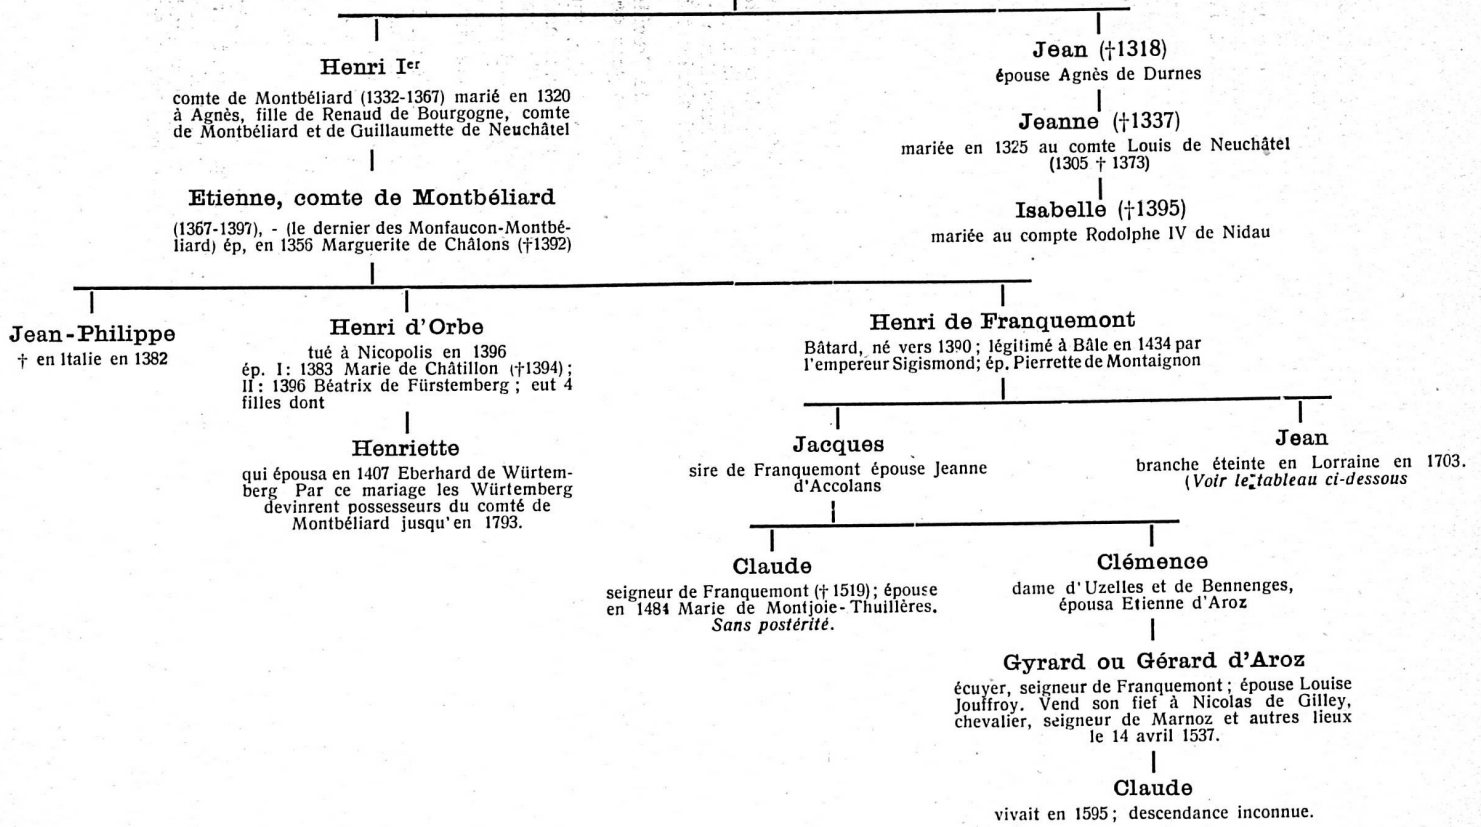 Henri Ier
comte de Montbéliard (1332-1367) marié en 1320
à Agnès, fille de Renaud de Bourgogne, comte
de Montbéliard et de Guillaumette de Neuchâtel
Jean (†1318)
épouse Agnès de Durnes
Jeanne (†1337)
mariée en 1325 au comte Louis de Neuchâtel
(1305 † 1373)
Isabelle (†1395)
mariée au compte Rodolphe IV de Nidau
Etienne, comte de Montbéliard
(1367-1397), - (le dernier des Monfaucon-Montbé-
liard) ép, en 1356 Marguerite de Châlons (†1392)
Jean-Philippe
† en Italie en 1382
Henri d'Orbe
tué à Nicopolis en 1396
ép. I: 1383 Marie de Châtillon (†1394);
II: 1396 Béatrix de Fürstemberg; eut 4
filles dont
Henriette
qui épousa en 1407 Eberhard de Würtem-
berg Par ce mariage les Würtemberg
devinrent possesseurs du comté de
Montbéliard jusqu'en 1793.
Henri de Franquemont
Bâtard, né vers 1390; légitimé à Bâle en 1434 par
l'empereur Sigismond; ép. Pierrette de Montaignon
Jacques
sire de Franquemont épouse Jeanne
d'Accolans
Jean
branche éteinte en Lorraine en 1703.
(Voir le tableau ci-dessous
Claude
seigneur de Franquemont († 1519); épouse
en 1484 Marie de Montjoie-Thuillères.
Sans postérité.
Clémence
dame d'Uzelles et de Bennenges,
épousa Etienne d'Aroz
Gyrard ou Gérard d'Aroz
écuyer, seigneur de Franquemont; épouse Louise
Jouffroy. Vend son fief à Nicolas de Gilley,
chevalier, seigneur de Marnoz et autres lieux
le 14 avril 1537.
Claude
vivait en 1595; descendance inconnue.